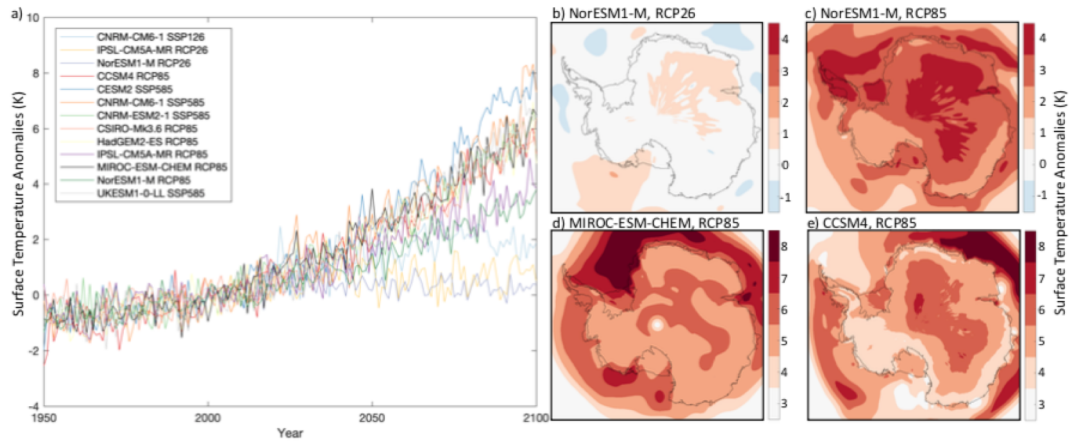 a)
Surface Temperature Anomalies (K)
10
8
6
4
2
0
-2
-4
1950
2000
2050
2100
Year
CNRM-CM6-1 SSP126
IPSL-CM5A-MR RCP26
NorESM1-M RCP26
CCSM4 RCP85
CESM2 SSP585
CNRM-CM6-1 SSP585
CNRM-ESM2-1 SSP585
CSIRO-Mk3.6 RCP85
HadGEM2-ES RCP85
IPSL-CM5A-MR RCP85
MIROC-ESM-CHEM RCP85
NorESM1-M RCP85
UKESM1-0-LL SSP585
b) NorESM1-M, RCP26
4
3
2
1
0
-1
c) NorESM1-M, RCP85
4
3
2
1
0
-1
d) MIROC-ESM-CHEM, RCP85
8
7
6
5
4
3
e) CCSM4, RCP85
8
7
6
5
4
3
Surface Temperature Anomalies (K)